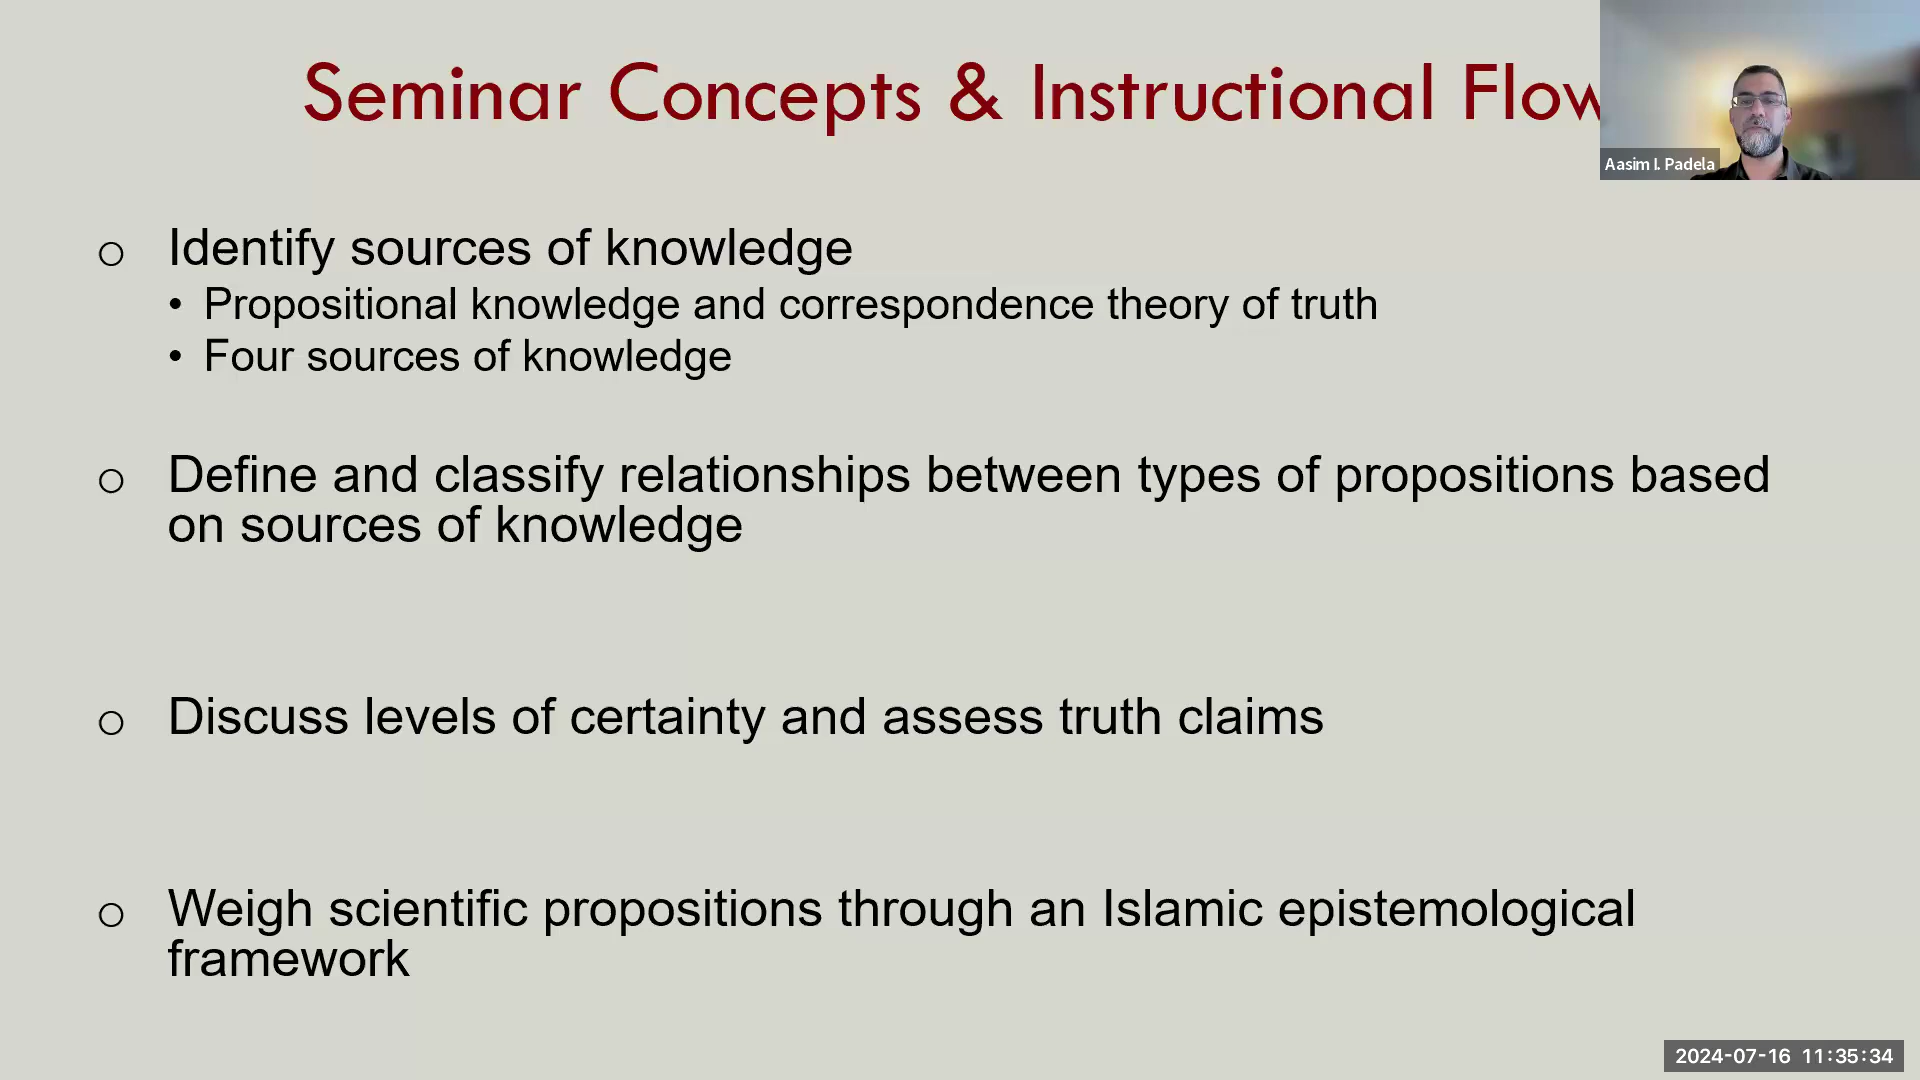 Seminar Concepts & Instructional Flow
Aasim I. Padela
o Identify sources of knowledge
• Propositional knowledge and correspondence theory of truth
• Four sources of knowledge
o Define and classify relationships between types of propositions based
on sources of knowledge
o Discuss levels of certainty and assess truth claims
o Weigh scientific propositions through an Islamic epistemological
framework
2024-07-16 11:35:34